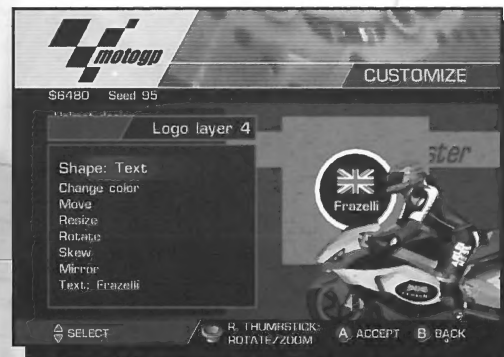 motogp
CUSTOMIZE
$6480 Seed 95
Logo layer 4
Shape: Text
Change color
Move
Resize
Rotate
Skew
Mirror
Text: Frazelli
ster
Frazelli
SELECT
R. THUMBSTICK:
ROTATE/ZOOM
A ACCEPT
B BACK